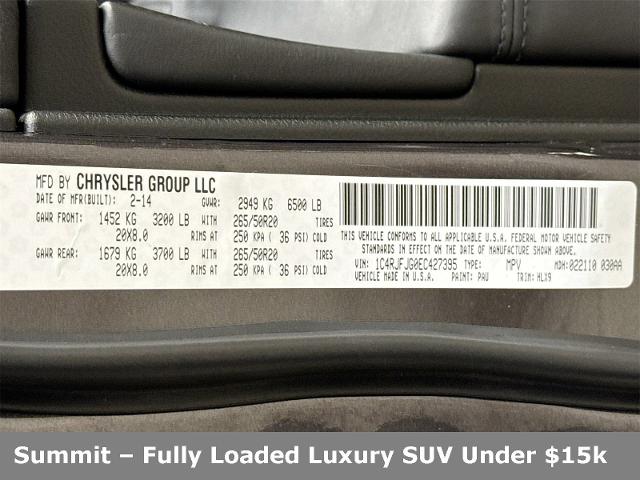 MFD BY CHRYSLER GROUP LLC
DATE OF MFR(BUILT): 2-14 GVWR: 2949 KG 6500 LB
GAWR FRONT: 1452 KG 3200 LB WITH 265/50R20 TIRES
20X8.0 RIMS AT 250 KPA ( 36 PSI) COLD
GAWR REAR: 1679 KG 3700 LB WITH 265/50R20 TIRES
20X8.0 RIMS AT 250 KPA ( 36 PSI) COLD
THIS VEHICLE CONFORMS TO ALL APPLICABLE U.S.A. FEDERAL MOTOR VEHICLE SAFETY
STANDARDS IN EFFECT ON THE DATE OF MANUFACTURE SHOWN ABOVE.
VIN: 1C4RJFJG0EC427395 TYPE: MPV MDH:022110 030AA
VEHICLE MADE IN U.S.A. PAINT: PAU TRIM: HLX9
Summit – Fully Loaded Luxury SUV Under $15k